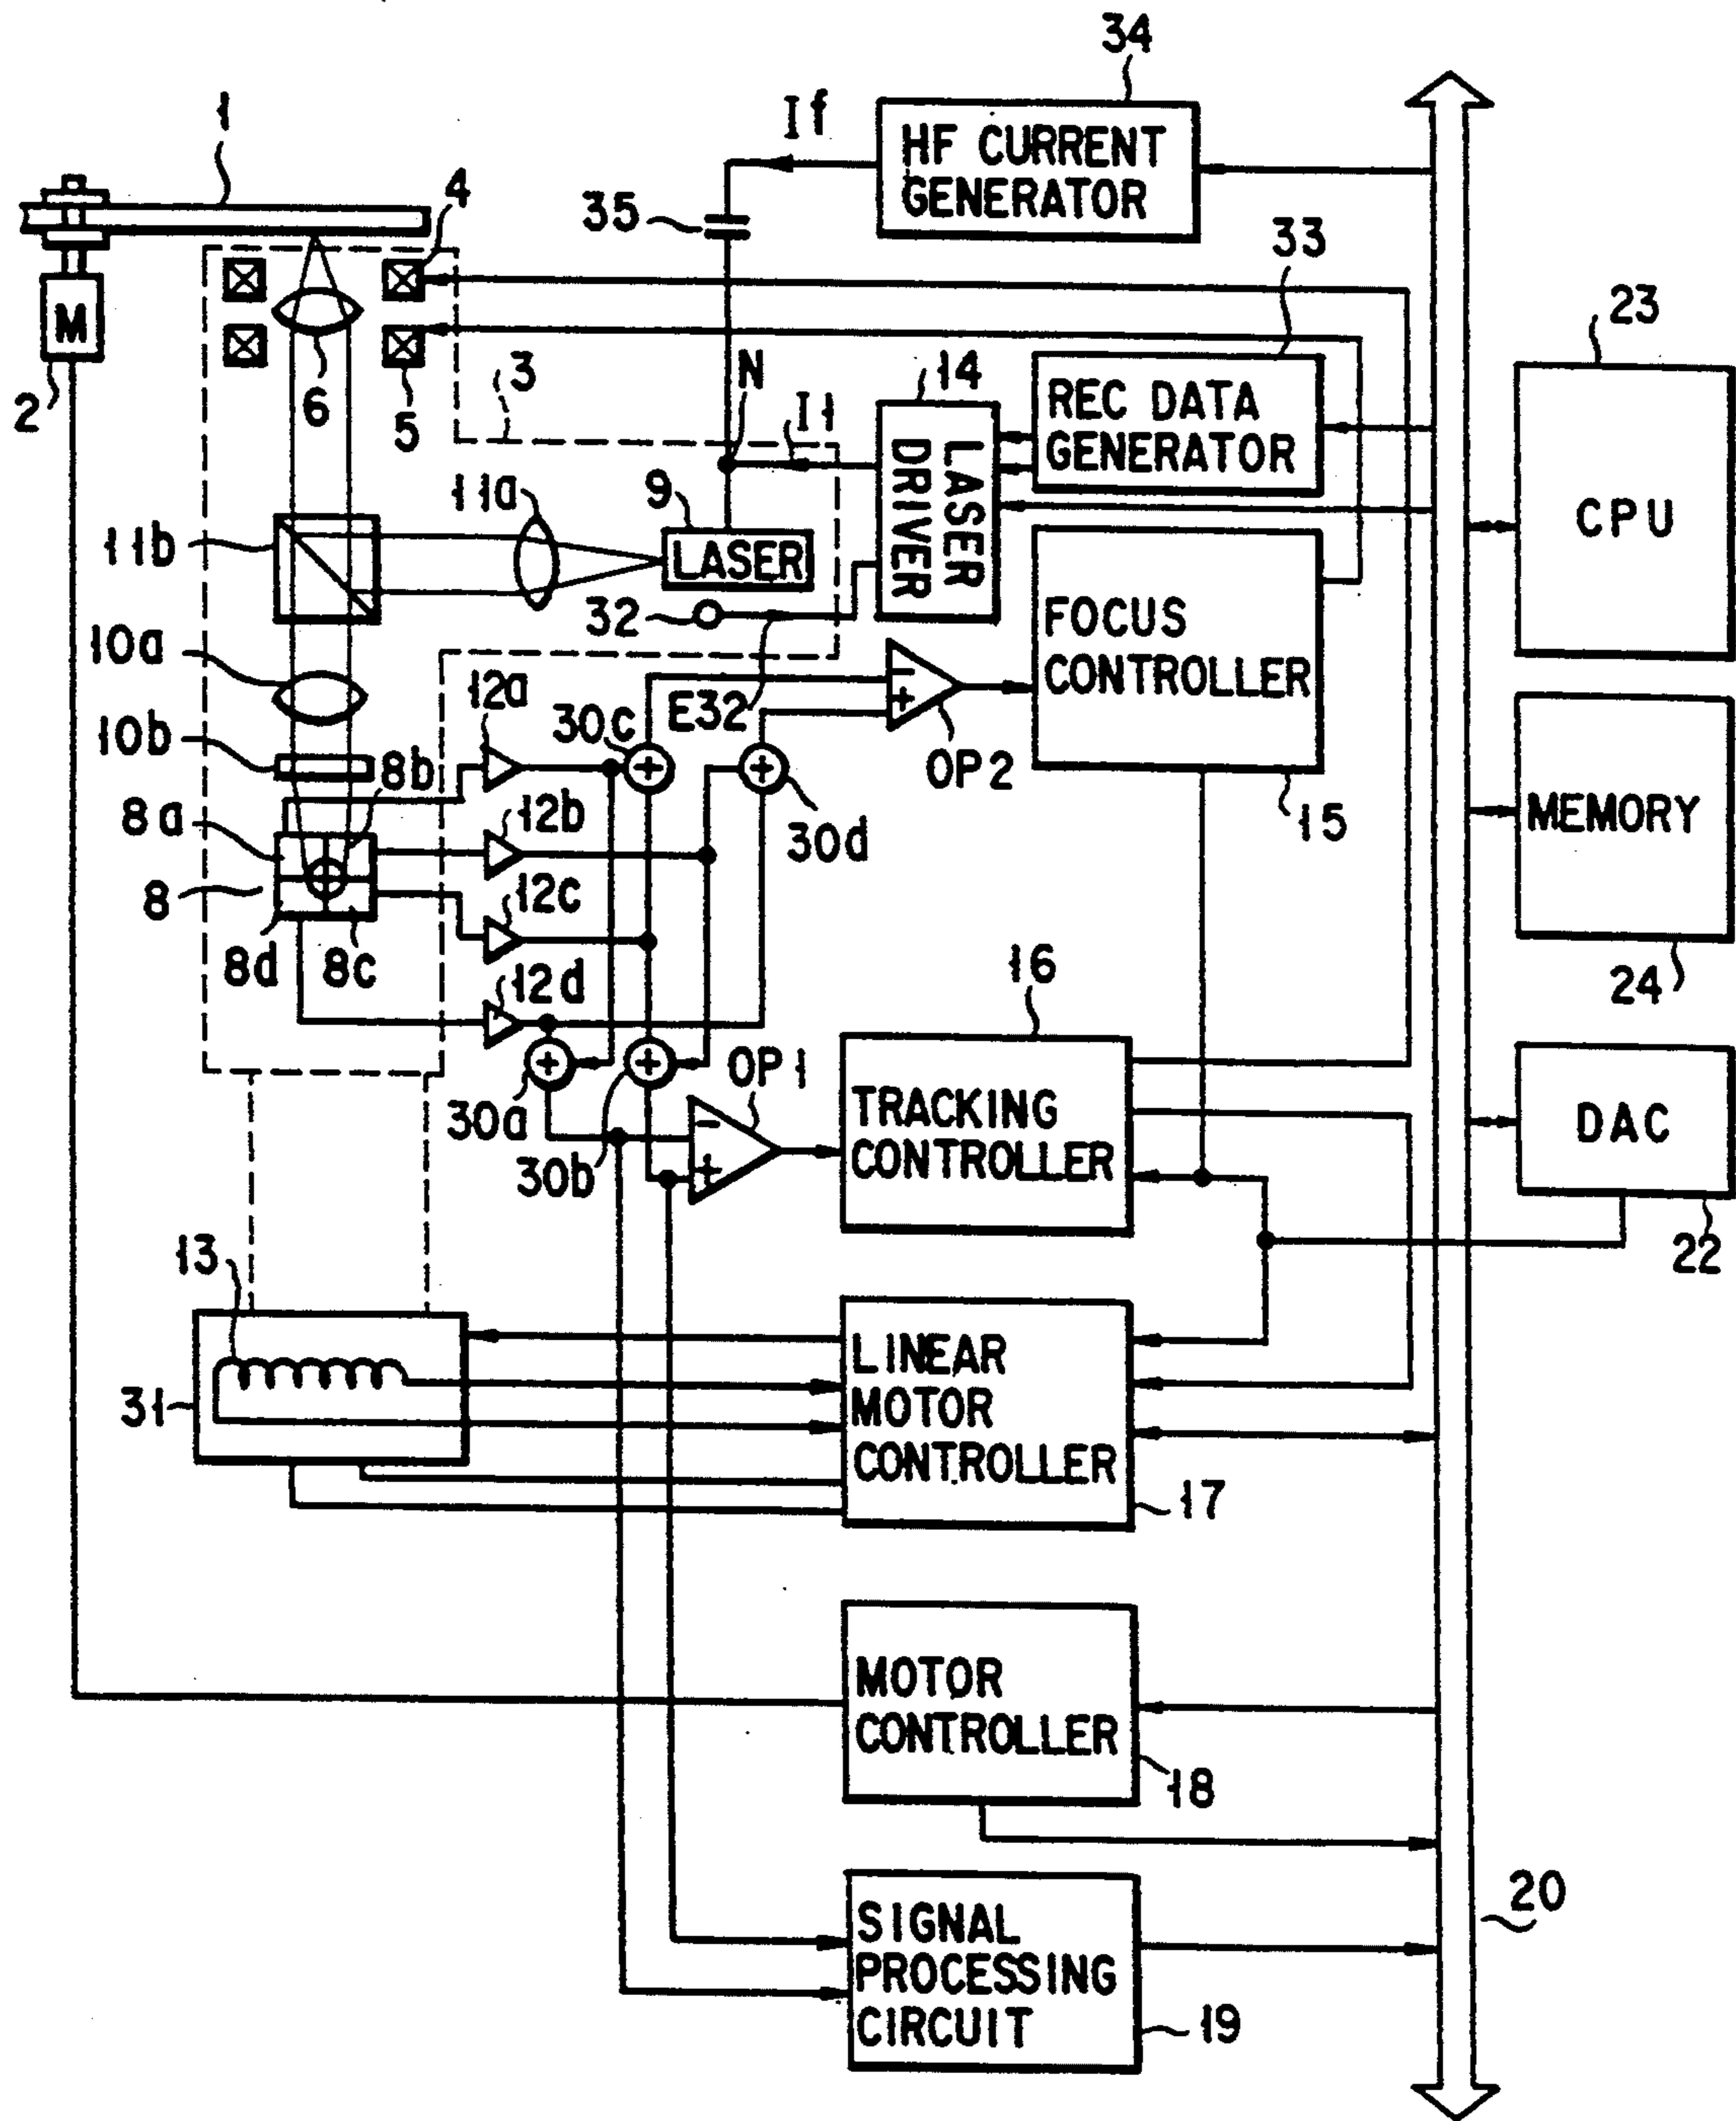 34
1
If
HF CURRENT
GENERATOR
4
35
33
M
23
2
6
5
3
N
14
I1
REC DATA
GENERATOR
11a
9
LASER
DRIVER
CPU
11b
LASER
32
FOCUS
CONTROLLER
10a
12a
E32
-
+
30c
10b
8b
+
+
OP2
MEMORY
8a
12b
30d
15
8
12c
8d
8c
12d
16
24
+
+
OP1
30a
30b
-
+
TRACKING
CONTROLLER
DAC
13
22
LINEAR
MOTOR
CONTROLLER
31
17
MOTOR
CONTROLLER
18
20
SIGNAL
PROCESSING
CIRCUIT
19